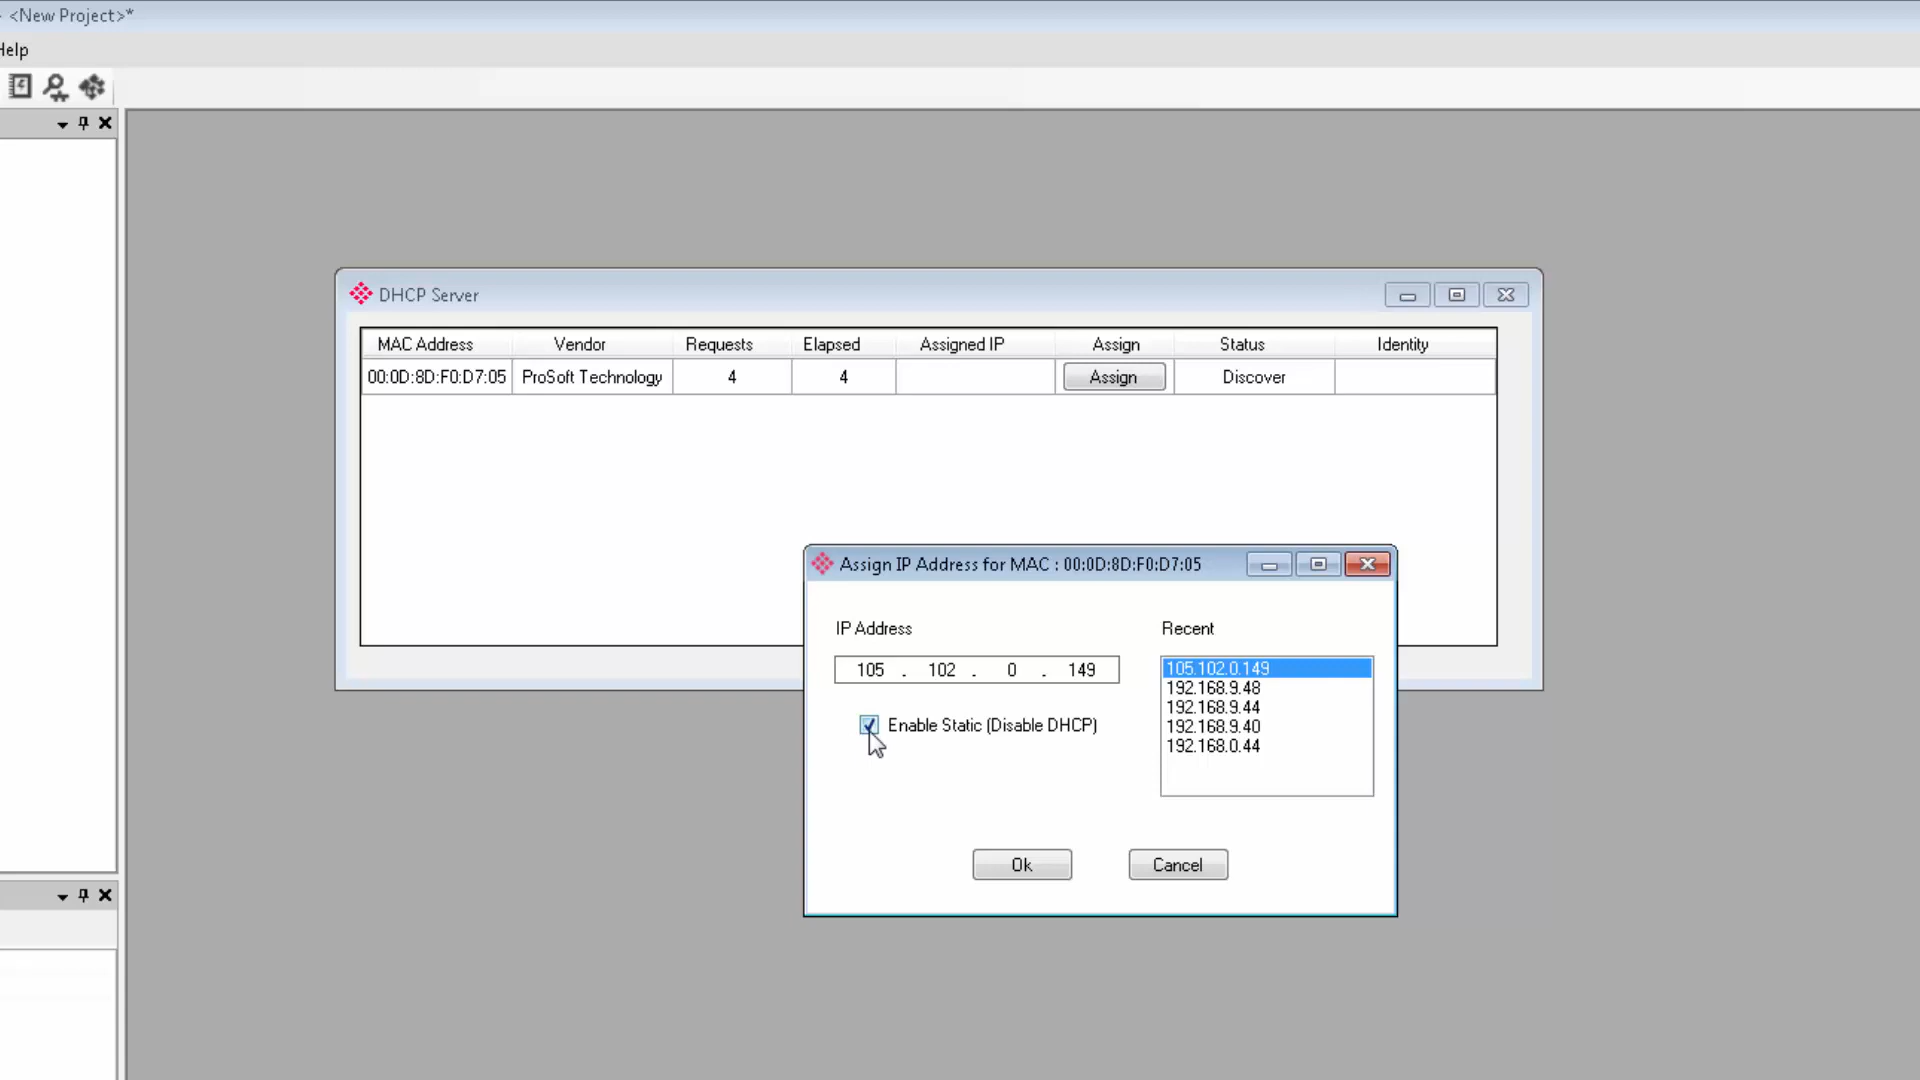 - <New Project>*
Help
DHCP Server
MAC Address Vendor Requests Elapsed Assigned IP Assign Status Identity
00:0D:8D:F0:D7:05 ProSoft Technology 4 4 Assign Discover
Assign IP Address for MAC : 00:0D:8D:F0:D7:05
IP Address Recent
105 . 102 . 0 . 149
105.102.0.149
192.168.9.48
192.168.9.44
Enable Static (Disable DHCP)
192.168.9.40
192.168.0.44
Ok Cancel